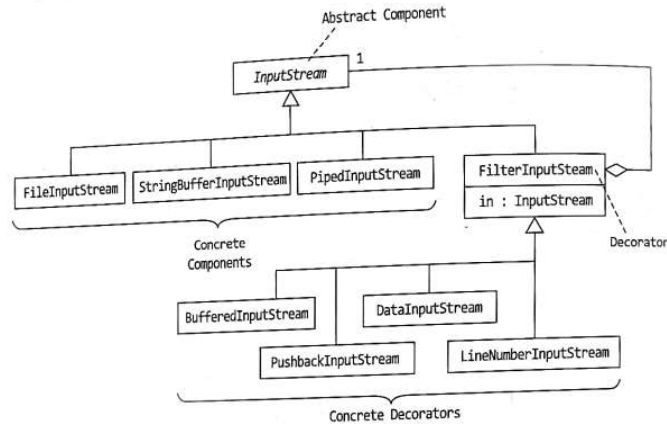 Abstract Component
InputStream
1
FileInputStream
StringBufferInputStream
PipedInputStream
FilterInputSteam
in : InputStream
Decorator
Concrete
Components
BufferedInputStream
DataInputStream
PushbackInputStream
LineNumberInputStream
Concrete Decorators